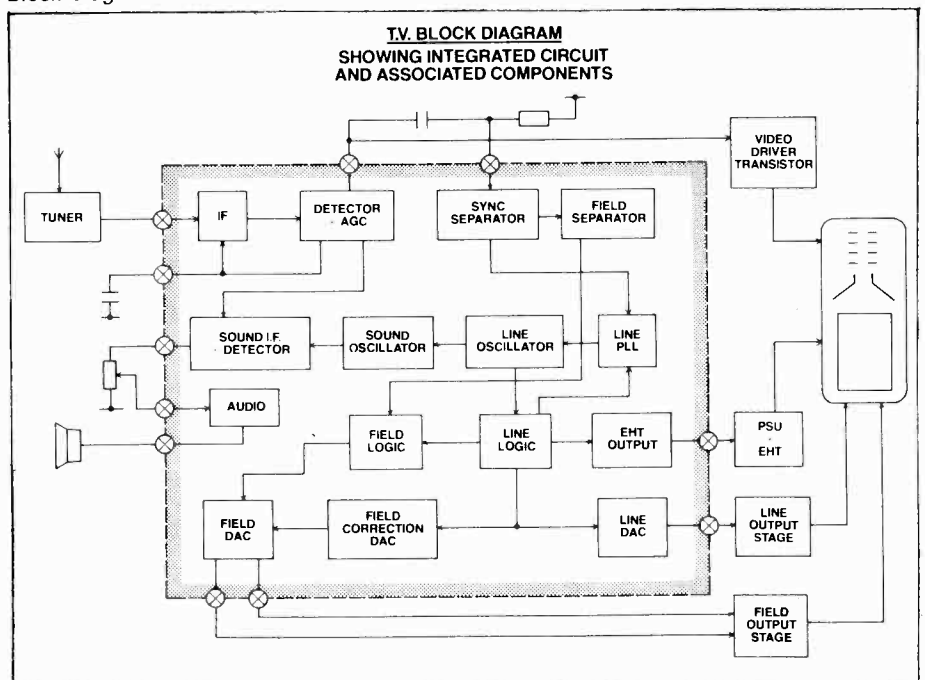 T.V. BLOCK DIAGRAM
SHOWING INTEGRATED CIRCUIT
AND ASSOCIATED COMPONENTS
VIDEO
DRIVER
TRANSISTOR
TUNER
IF
DETECTOR
AGC
SYNC
SEPARATOR
FIELD
SEPARATOR
SOUND I.F.
DETECTOR
SOUND
OSCILLATOR
LINE
OSCILLATOR
LINE
PLL
AUDIO
FIELD
LOGIC
LINE
LOGIC
EHT
OUTPUT
PSU
·
EHT
FIELD
DAC
FIELD
CORRECTION
DAC
LINE
DAC
LINE
OUTPUT
STAGE
FIELD
OUTPUT
STAGE